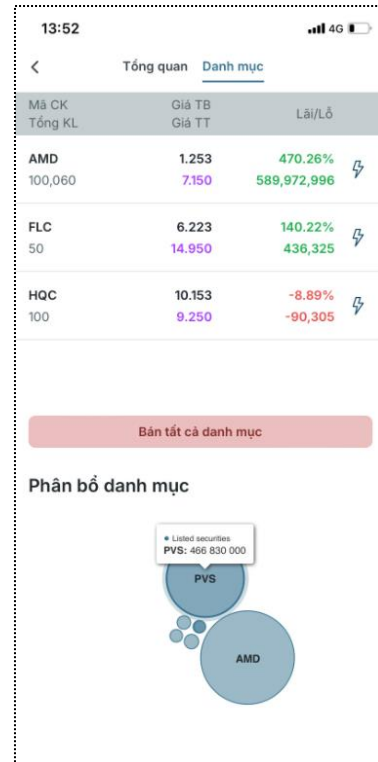 13:52 4G
Tổng quan Danh mục
Mã CK Giá TB Lãi/Lỗ
Tổng KL Giá TT
AMD 1.253 470.26%
100,060 7.150 589,972,996
FLC 6.223 140.22%
50 14.950 436,325
HQC 10.153 -8.89%
100 9.250 -90,305
Bán tất cả danh mục
Phân bổ danh mục
Listed securities
PVS: 466 830 000
PVS
AMD